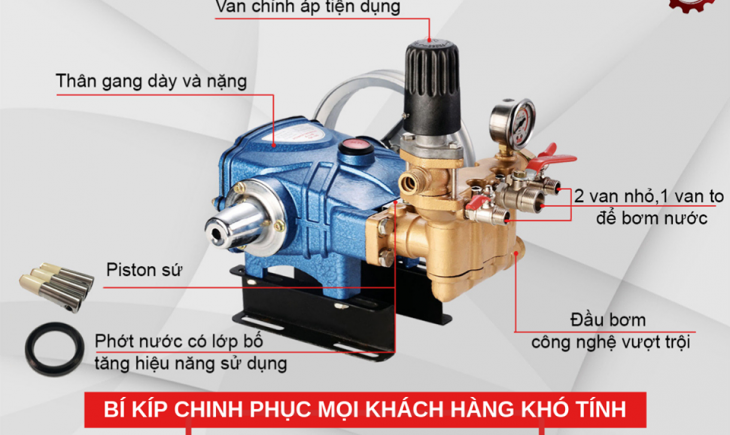 Van chỉnh áp tiện dụng
Thân gang dày và nặng
2 van nhỏ,1 van to
để bơm nước
Piston sứ
Đầu bơm
công nghệ vượt trội
Phớt nước có lớp bố
tăng hiệu năng sử dụng
BÍ KÍP CHINH PHỤC MỌI KHÁCH HÀNG KHÓ TÍNH